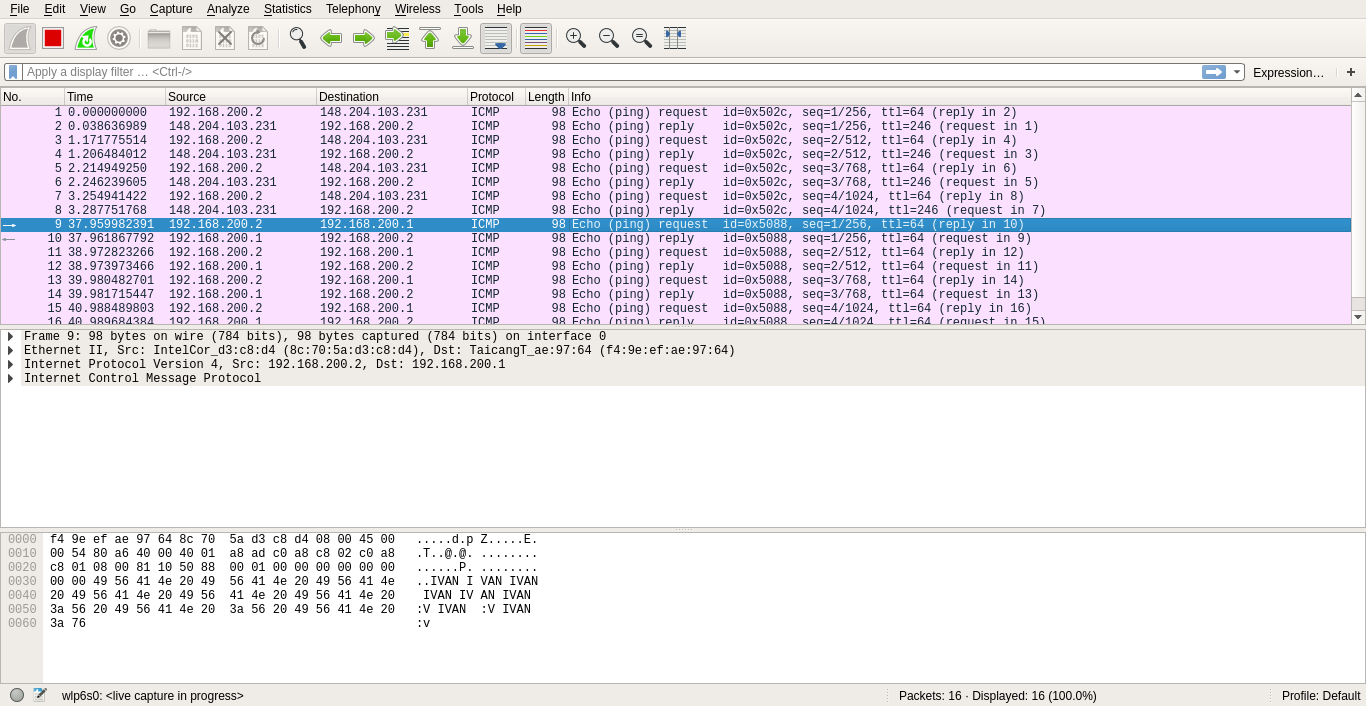 File Edit View Go Capture Analyze Statistics Telephony Wireless Tools Help
Apply a display filter … <Ctrl-/> Expression… +
No. Time Source Destination Protocol Length Info
1 0.000000000 192.168.200.2 148.204.103.231 ICMP 98 Echo (ping) request id=0x502c, seq=1/256, ttl=64 (reply in 2)
2 0.038636989 148.204.103.231 192.168.200.2 ICMP 98 Echo (ping) reply id=0x502c, seq=1/256, ttl=246 (request in 1)
3 1.171775514 192.168.200.2 148.204.103.231 ICMP 98 Echo (ping) request id=0x502c, seq=2/512, ttl=64 (reply in 4)
4 1.206484012 148.204.103.231 192.168.200.2 ICMP 98 Echo (ping) reply id=0x502c, seq=2/512, ttl=246 (request in 3)
5 2.214949250 192.168.200.2 148.204.103.231 ICMP 98 Echo (ping) request id=0x502c, seq=3/768, ttl=64 (reply in 6)
6 2.246239605 148.204.103.231 192.168.200.2 ICMP 98 Echo (ping) reply id=0x502c, seq=3/768, ttl=246 (request in 5)
7 3.254941422 192.168.200.2 148.204.103.231 ICMP 98 Echo (ping) request id=0x502c, seq=4/1024, ttl=64 (reply in 8)
8 3.287751768 148.204.103.231 192.168.200.2 ICMP 98 Echo (ping) reply id=0x502c, seq=4/1024, ttl=246 (request in 7)
9 37.959982391 192.168.200.2 192.168.200.1 ICMP 98 Echo (ping) request id=0x5088, seq=1/256, ttl=64 (reply in 10)
10 37.961867792 192.168.200.1 192.168.200.2 ICMP 98 Echo (ping) reply id=0x5088, seq=1/256, ttl=64 (request in 9)
11 38.972823266 192.168.200.2 192.168.200.1 ICMP 98 Echo (ping) request id=0x5088, seq=2/512, ttl=64 (reply in 12)
12 38.973973466 192.168.200.1 192.168.200.2 ICMP 98 Echo (ping) reply id=0x5088, seq=2/512, ttl=64 (request in 11)
13 39.980482701 192.168.200.2 192.168.200.1 ICMP 98 Echo (ping) request id=0x5088, seq=3/768, ttl=64 (reply in 14)
14 39.981715447 192.168.200.1 192.168.200.2 ICMP 98 Echo (ping) reply id=0x5088, seq=3/768, ttl=64 (request in 13)
15 40.988489803 192.168.200.2 192.168.200.1 ICMP 98 Echo (ping) request id=0x5088, seq=4/1024, ttl=64 (reply in 16)
16 40.989684384 192.168.200.1 192.168.200.2 ICMP 98 Echo (ping) reply id=0x5088, seq=4/1024, ttl=64 (request in 15)
Frame 9: 98 bytes on wire (784 bits), 98 bytes captured (784 bits) on interface 0
Ethernet II, Src: IntelCor_d3:c8:d4 (8c:70:5a:d3:c8:d4), Dst: TaicangT_ae:97:64 (f4:9e:ef:ae:97:64)
Internet Protocol Version 4, Src: 192.168.200.2, Dst: 192.168.200.1
Internet Control Message Protocol
0000 f4 9e ef ae 97 64 8c 70 5a d3 c8 d4 08 00 45 00 .....d.p Z.....E.
0010 00 54 80 a6 40 00 40 01 a8 ad c0 a8 c8 02 c0 a8 .T..@.@. ........
0020 c8 01 08 00 81 10 50 88 00 01 00 00 00 00 00 00 ......P. ........
0030 00 00 49 56 41 4e 20 49 56 41 4e 20 49 56 41 4e ..IVAN I VAN IVAN
0040 20 49 56 41 4e 20 49 56 41 4e 20 49 56 41 4e 20 IVAN IV AN IVAN
0050 3a 56 20 49 56 41 4e 20 3a 56 20 49 56 41 4e 20 :V IVAN :V IVAN
0060 3a 76 :v
wlp6s0: <live capture in progress> Packets: 16 · Displayed: 16 (100.0%) Profile: Default